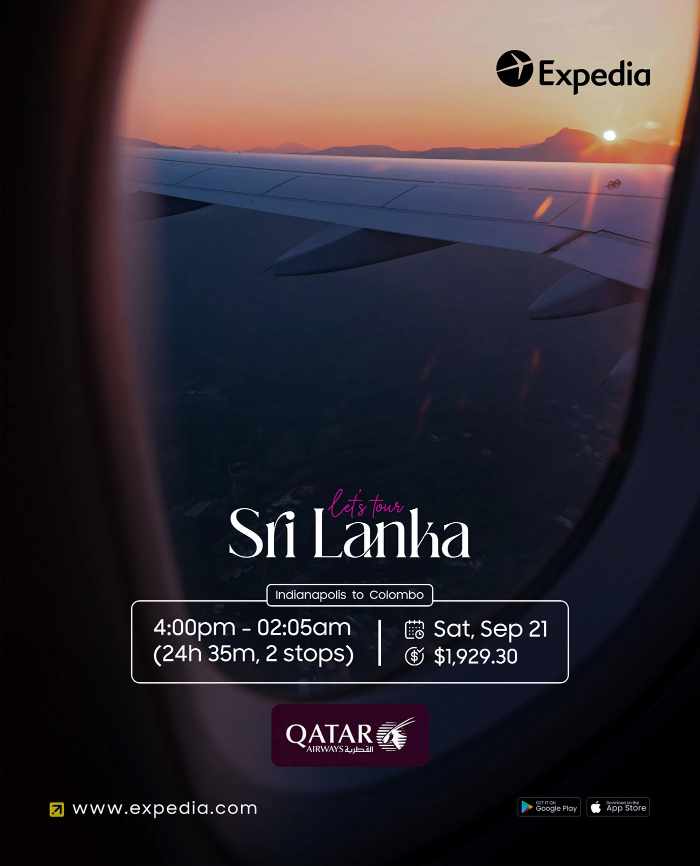 Expedia
let's tour
Sri Lanka
Indianapolis to Colombo
4:00pm - 02:05am
(24h 35m, 2 stops)
Sat, Sep 21
$1,929.30
QATAR
AIRWAYS القطرية
www.expedia.com
GET IT ON
Google Play
Download on the
App Store